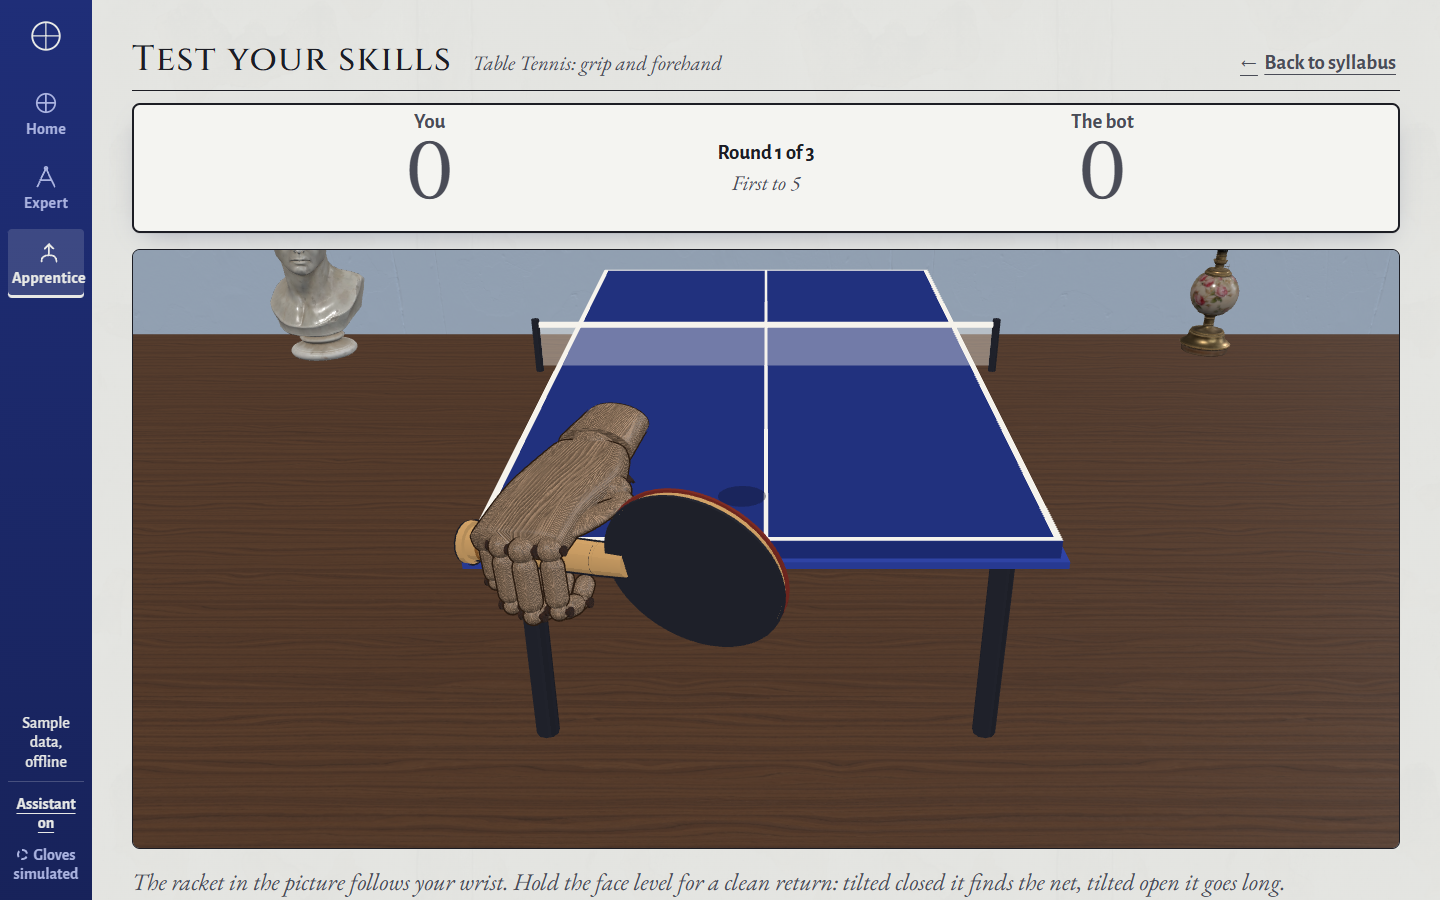 TEST YOUR SKILLS
Table Tennis: grip and forehand
← Back to syllabus
Home
Expert
Apprentice
You
0
Round 1 of 3
First to 5
The bot
0
Sample
data,
offline
Assistant
on
Gloves
simulated
The racket in the picture follows your wrist. Hold the face level for a clean return: tilted closed it finds the net, tilted open it goes long.